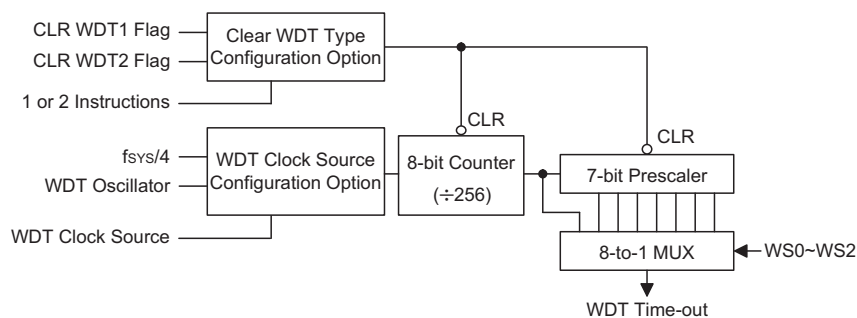 CLR WDT1 Flag
CLR WDT2 Flag
1 or 2 Instructions
Clear WDT Type
Configuration Option
CLR
CLR
fSYS/4
WDT Oscillator
WDT Clock Source
WDT Clock Source
Configuration Option
8-bit Counter
(÷256)
7-bit Prescaler
8-to-1 MUX
WS0~WS2
WDT Time-out